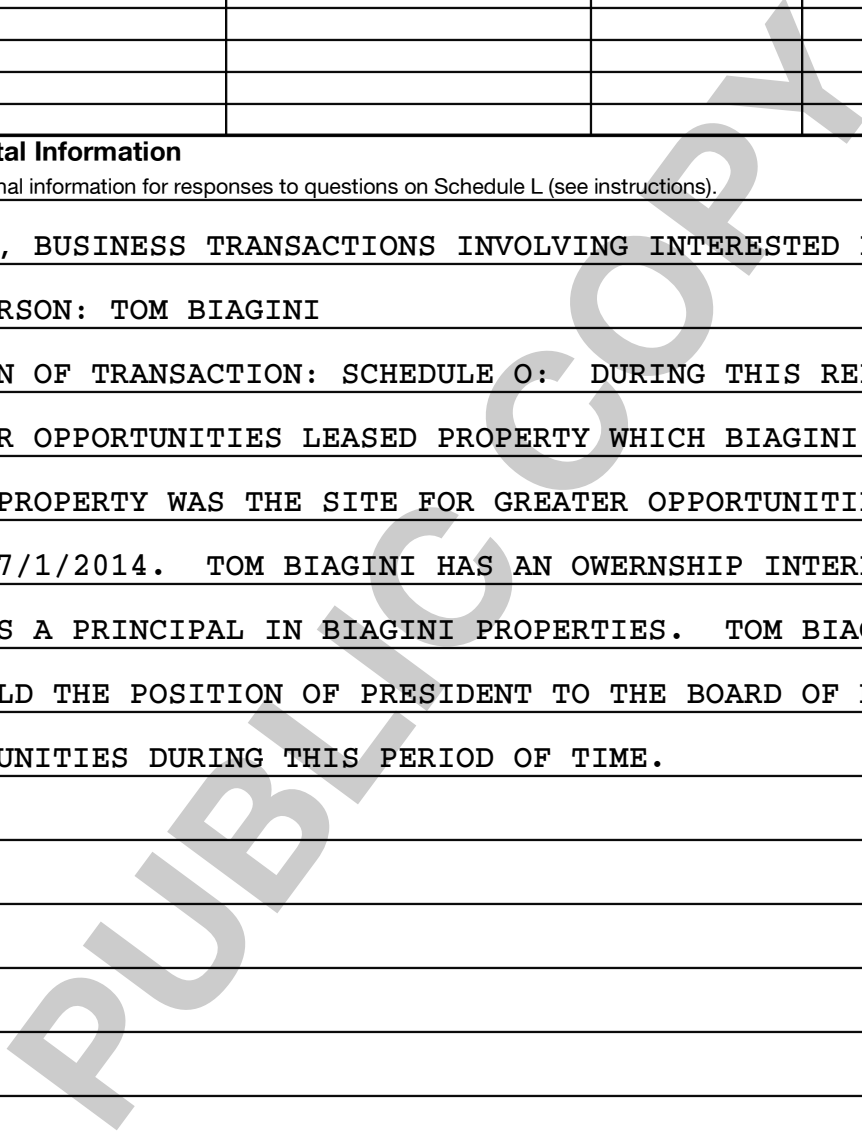 tal Information
nal information for responses to questions on Schedule L (see instructions).
, BUSINESS TRANSACTIONS INVOLVING INTERESTED
RSON: TOM BIAGINI
N OF TRANSACTION: SCHEDULE O: DURING THIS RE
R OPPORTUNITIES LEASED PROPERTY WHICH BIAGINI
PROPERTY WAS THE SITE FOR GREATER OPPORTUNITI
7/1/2014. TOM BIAGINI HAS AN OWERNSHIP INTER
S A PRINCIPAL IN BIAGINI PROPERTIES. TOM BIA
LD THE POSITION OF PRESIDENT TO THE BOARD OF
UNITIES DURING THIS PERIOD OF TIME.
PUBLIC COPY